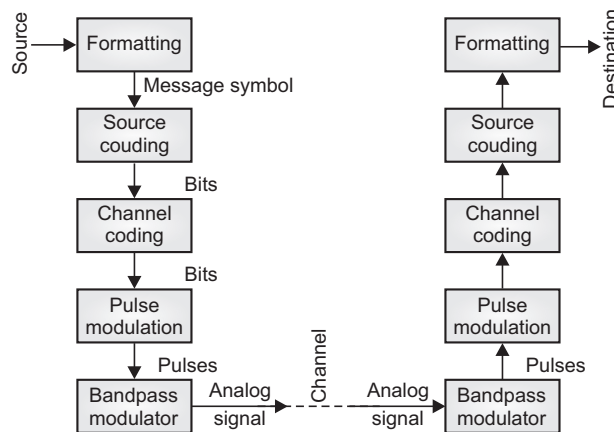 Source
Formatting
Message symbol
Source
couding
Bits
Channel
coding
Bits
Pulse
modulation
Pulses
Bandpass
modulator
Analog
signal
Channel
Analog
signal
Formatting
Destination
Source
couding
Channel
coding
Pulse
modulation
Pulses
Bandpass
modulator